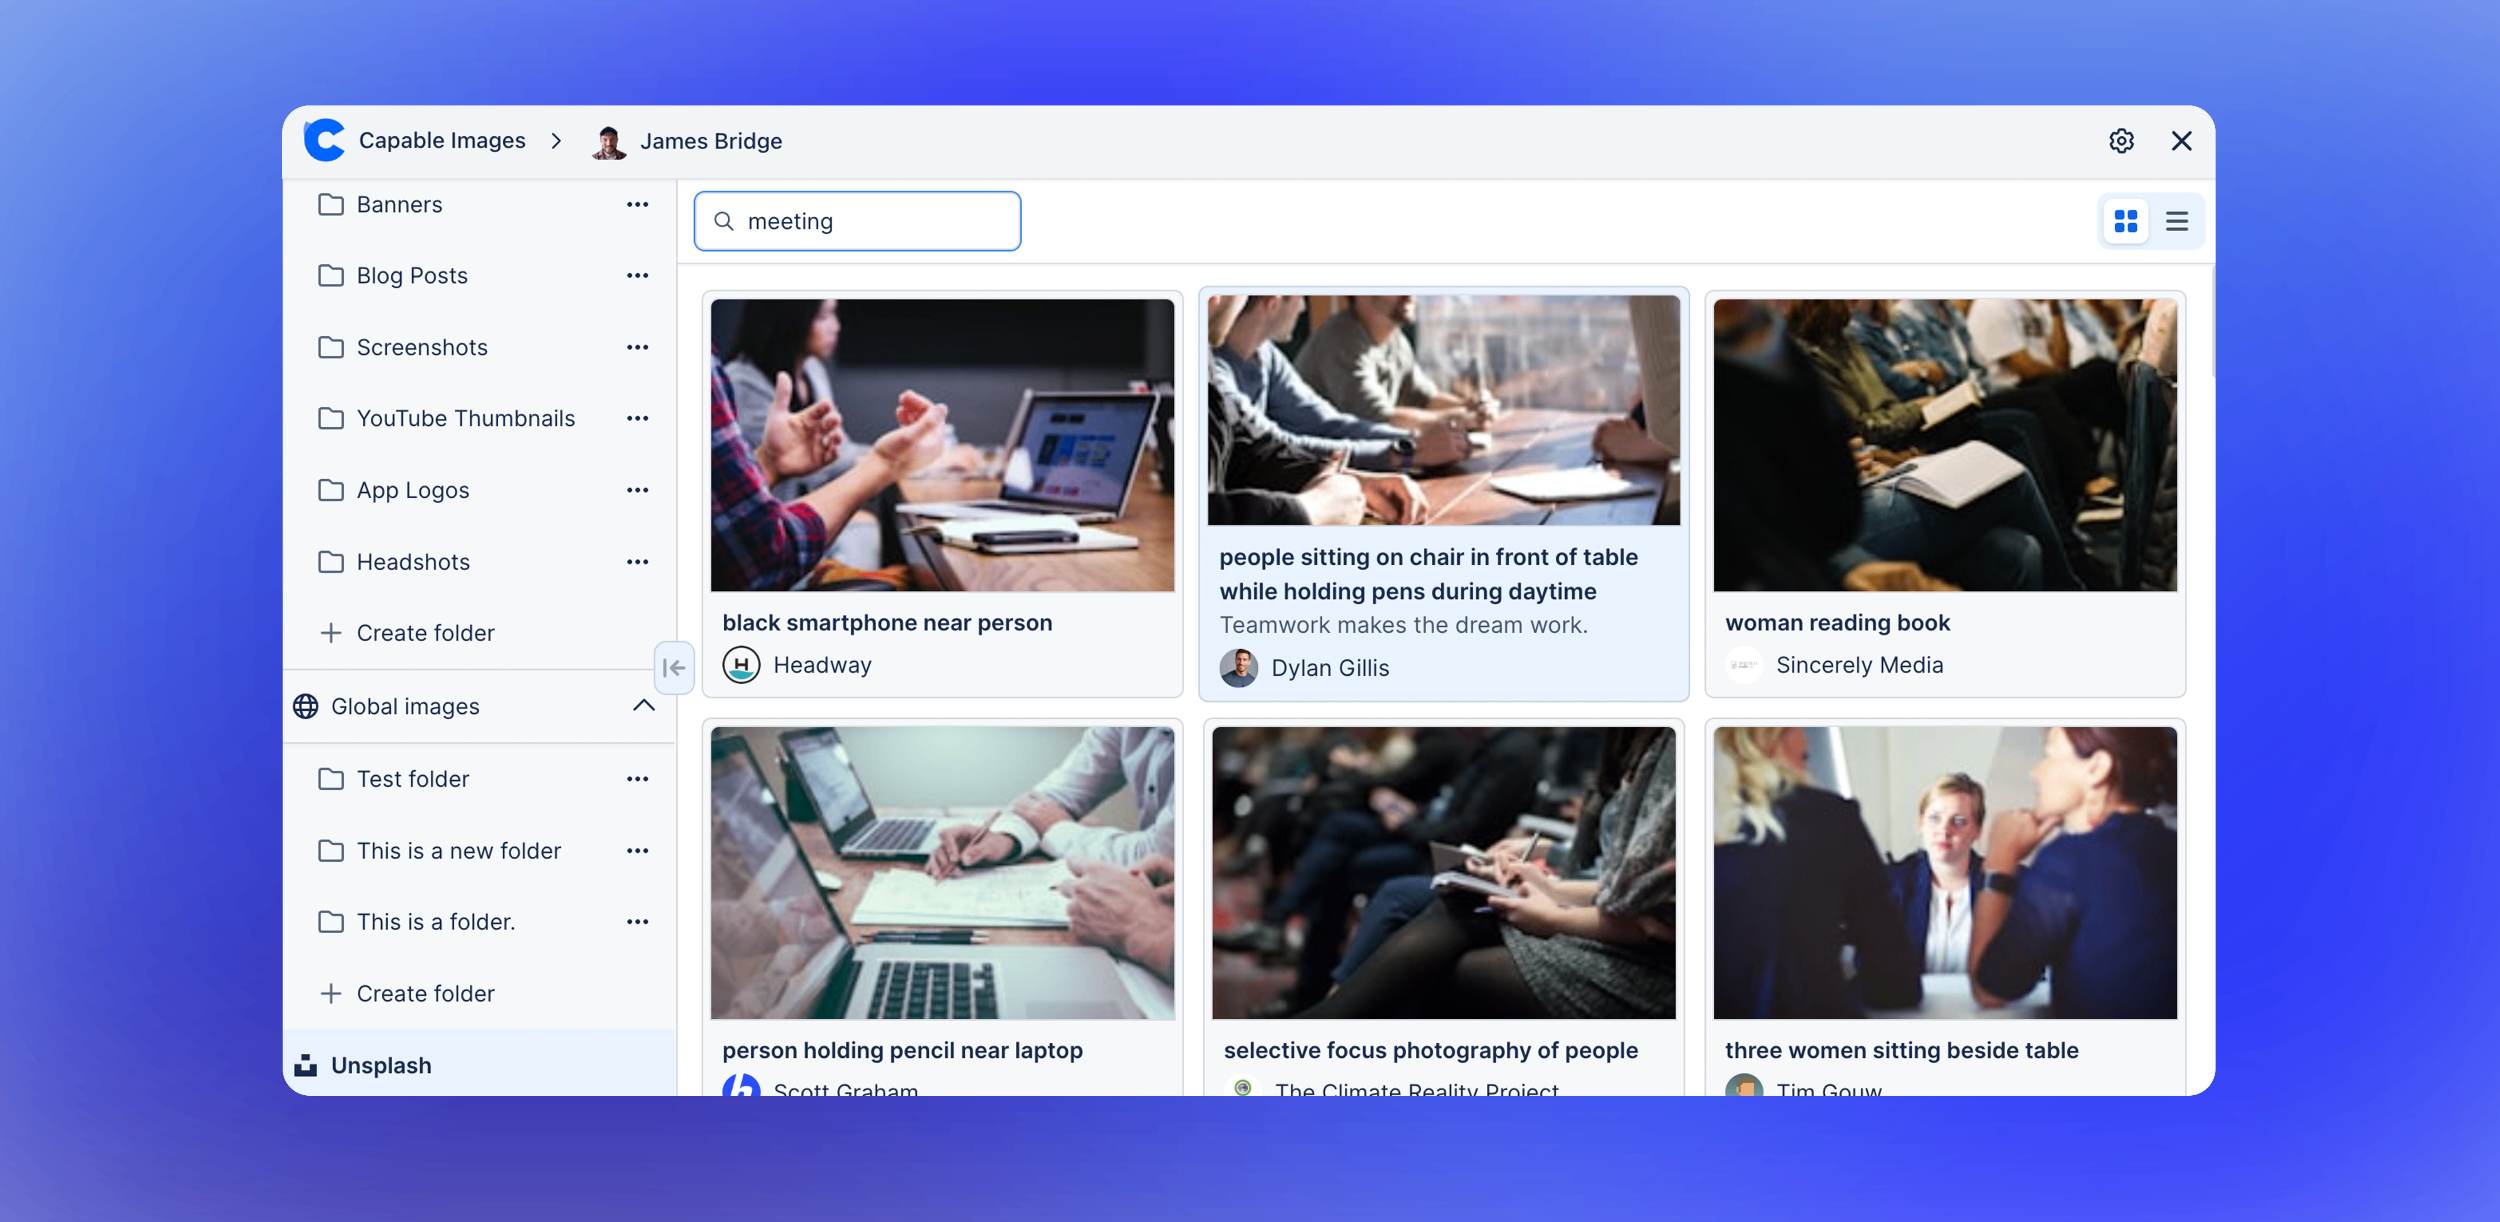 Capable Images
James Bridge
Banners
Blog Posts
Screenshots
YouTube Thumbnails
App Logos
Headshots
Create folder
Global images
Test folder
This is a new folder
This is a folder.
Create folder
Unsplash
meeting
black smartphone near person
H
Headway
people sitting on chair in front of table
while holding pens during daytime
Teamwork makes the dream work.
Dylan Gillis
woman reading book
Sincerely Media
person holding pencil near laptop
Scott Graham
selective focus photography of people
The Climate Reality Project
three women sitting beside table
Tim Gouw